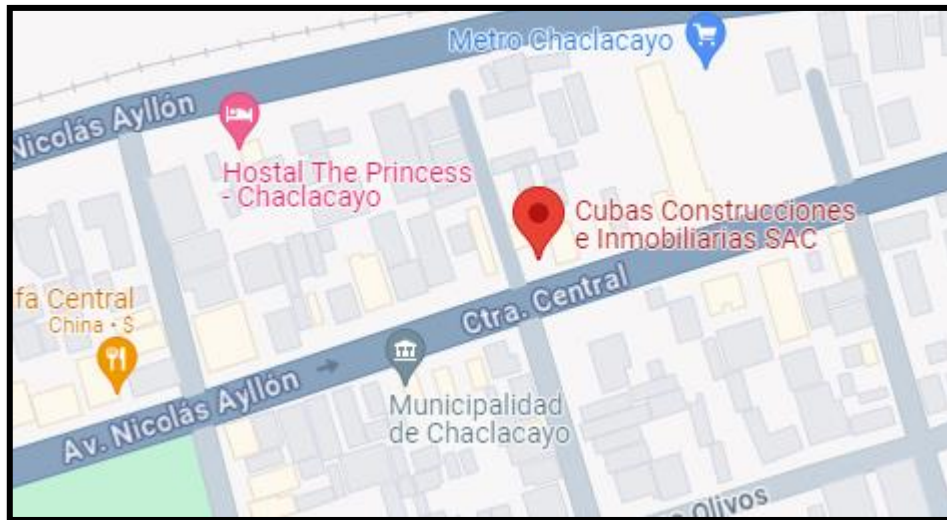 Metro Chaclacayo
Nicolás Ayllón
Hostal The Princess
- Chaclacayo
Cubas Construcciones
e Inmobiliarias SAC
fa Central
China • $
Ctra. Central
Av. Nicolás Ayllón
Municipalidad
de Chaclacayo
Olivos